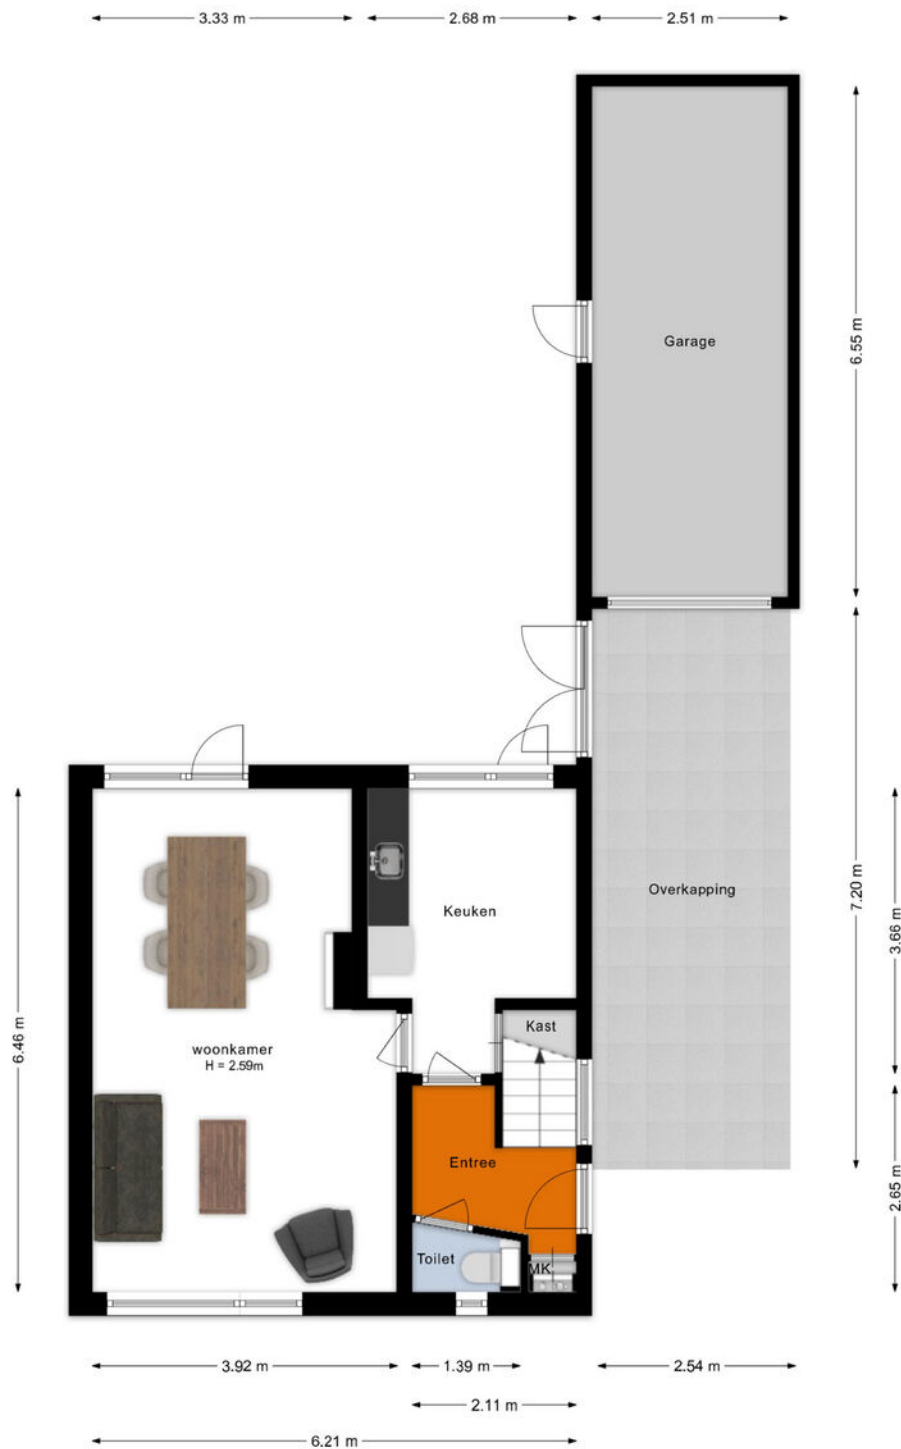 3.33 m
2.68 m
2.51 m
Garage
6.55 m
Overkapping
7.20 m
3.66 m
Keuken
6.46 m
woonkamer
H = 2.59m
Kast
Entree
2.65 m
Toilet
MK
3.92 m
1.39 m
2.54 m
2.11 m
6.21 m